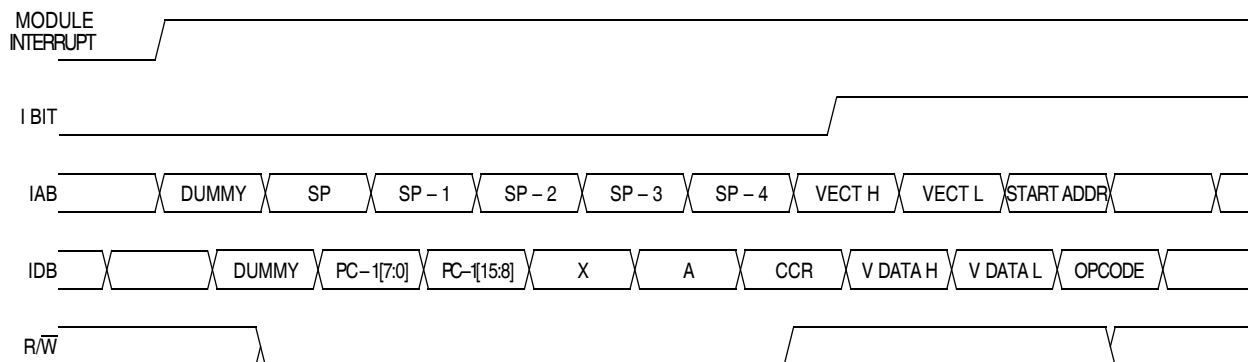 MODULE
INTERRUPT
I BIT
IAB DUMMY SP SP – 1 SP – 2 SP – 3 SP – 4 VECT H VECT L START ADDR
IDB DUMMY PC – 1[7:0] PC–1[15:8] X A CCR V DATA H V DATA L OPCODE
R/W̅